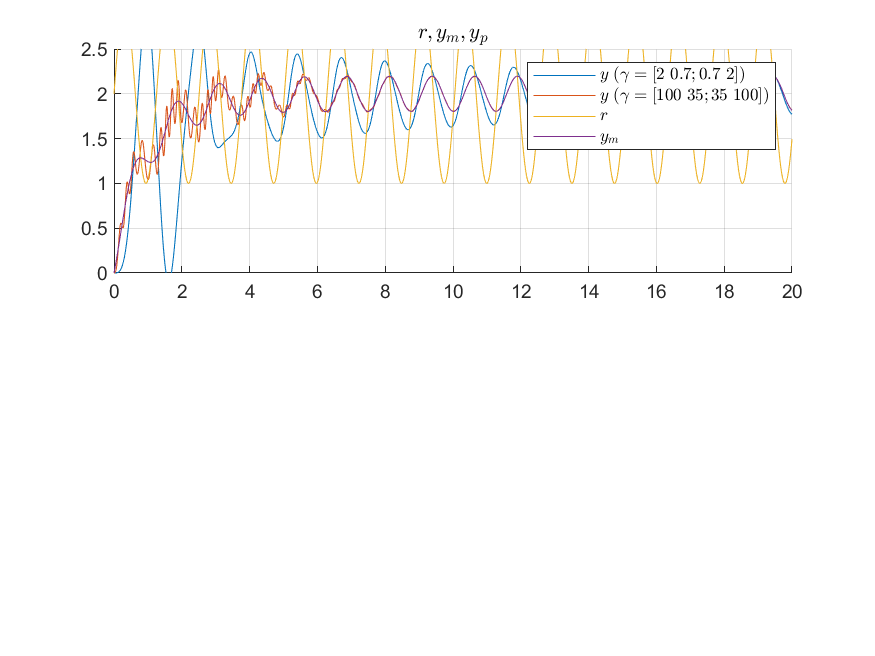 r, y_m, y_p
2.5
2
1.5
1
0.5
0
0 2 4 6 8 10 12 14 16 18 20
y (γ = [2 0.7; 0.7 2])
y (γ = [100 35; 35 100])
r
y_m